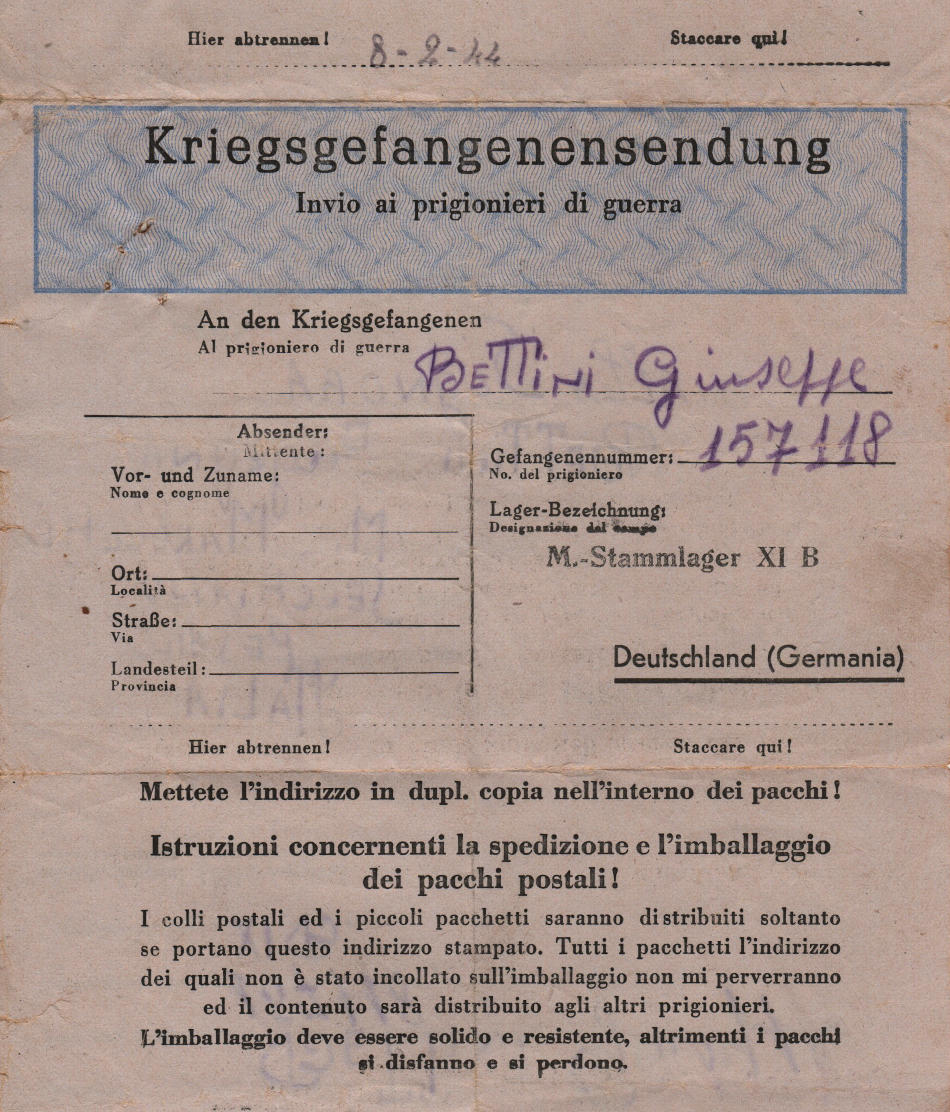 Hier abtrennen! 8-2-44 Staccare qui!
Kriegsgefangenensendung
Invio ai prigionieri di guerra
An den Kriegsgefangenen
Al prigioniero di guerra
BETTINI Giuseppe
Absender:
Mittente:
Vor- und Zuname:
Nome e cognome
Ort:
Località
Straße:
Via
Landesteil:
Provincia
Gefangenennummer: 157118
No. del prigioniero
Lager-Bezeichnung:
Designazione del campo
M.-Stammlager XI B
Deutschland (Germania)
Hier abtrennen! Staccare qui!
Mettete l'indirizzo in dupl. copia nell'interno dei pacchi!
Istruzioni concernenti la spedizione e l'imballaggio
dei pacchi postali!
I colli postali ed i piccoli pacchetti saranno distribuiti soltanto
se portano questo indirizzo stampato. Tutti i pacchetti l'indirizzo
dei quali non è stato incollato sull'imballaggio non mi perverranno
ed il contenuto sarà distribuito agli altri prigionieri.
L'imballaggio deve essere solido e resistente, altrimenti i pacchi
si disfanno e si perdono.